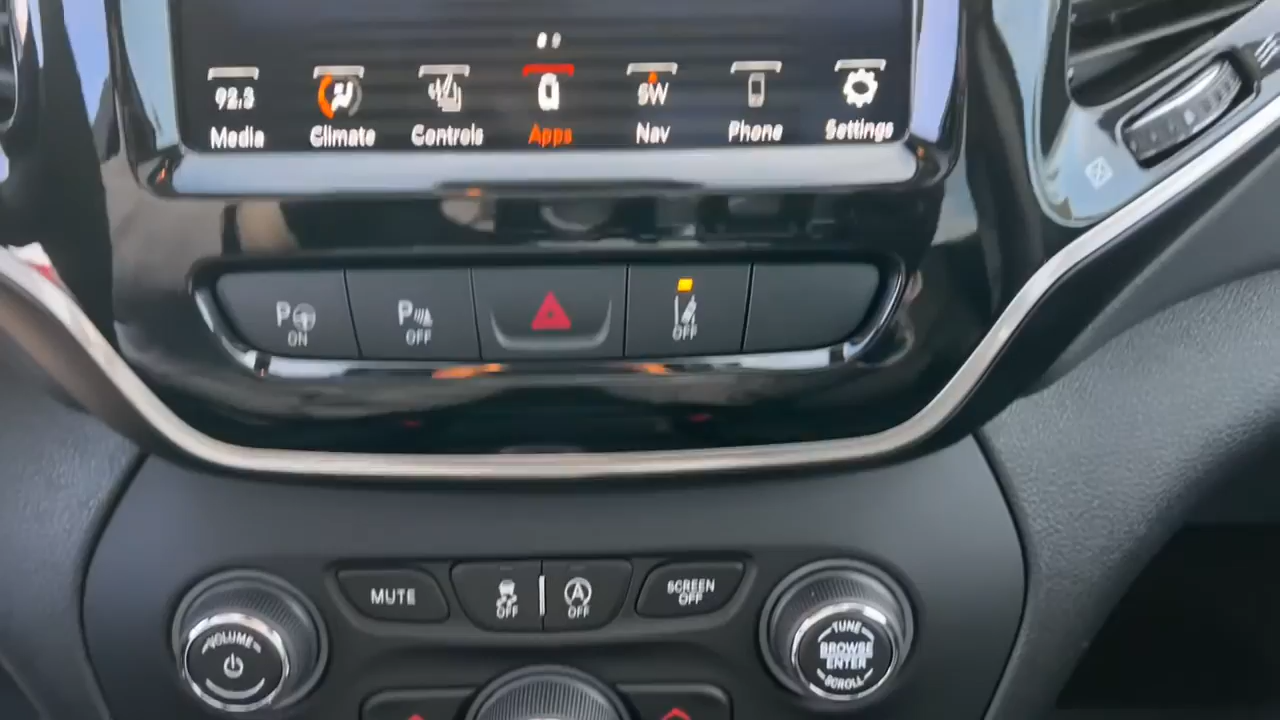 92.3
SW
Media
Climate
Controls
Apps
Nav
Phone
Settings
P
ON
P
OFF
OFF
MUTE
OFF
A
OFF
SCREEN
OFF
VOLUME
TUNE
BROWSE
ENTER
SCROLL